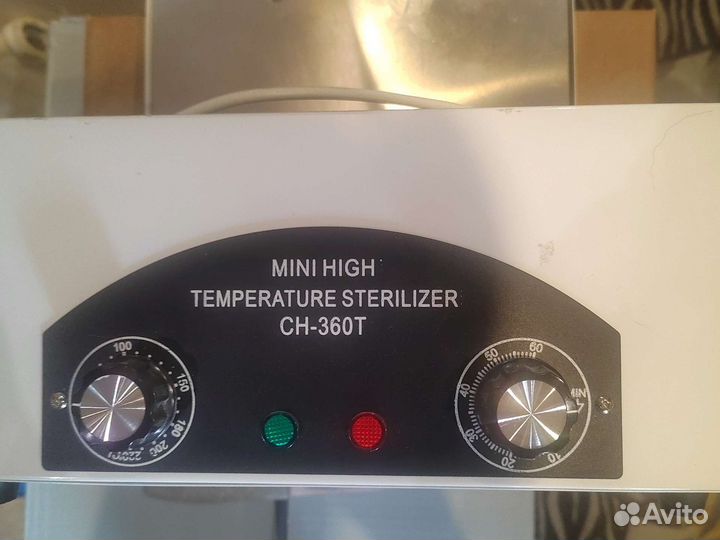 MINI HIGH
TEMPERATURE STERILIZER
CH-360T
100
150
180
200
220℃
60
50
40
30
20
10
MIN
Avito